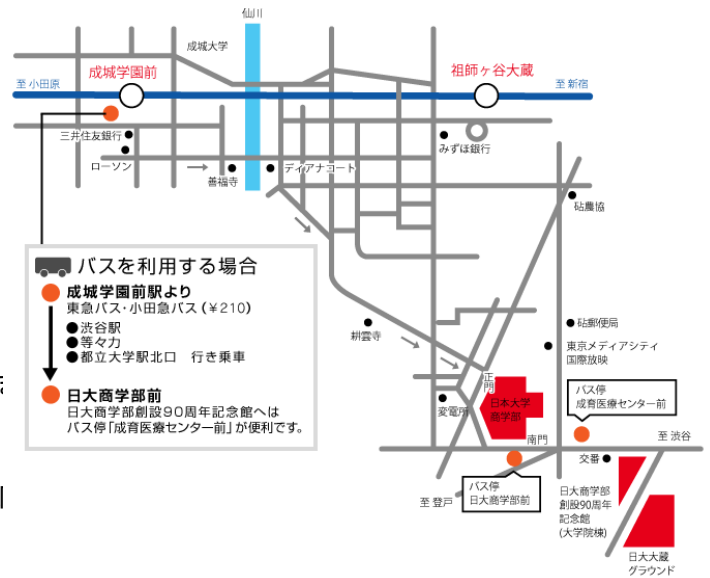 仙川
成城大学
成城学園前
祖師ヶ谷大蔵
至 小田原
至 新宿
三井住友銀行
ローソン
善福寺
ディアナコート
みずほ銀行
砧農協
バスを利用する場合
成城学園前駅より
東急バス・小田急バス(¥210)
●渋谷駅
●等々力
●都立大学駅北口 行き乗車
日大商学部前
日大商学部創設90周年記念館へは
バス停「成育医療センター前」が便利です。
耕雲寺
砧郵便局
東京メディアシティ
国際放映
正門
日本大学
商学部
変電所
南門
バス停
成育医療センター前
至 渋谷
交番
バス停
日大商学部前
至 登戸
日大商学部
創設90周年
記念館
(大学院棟)
日大大蔵
グラウンド